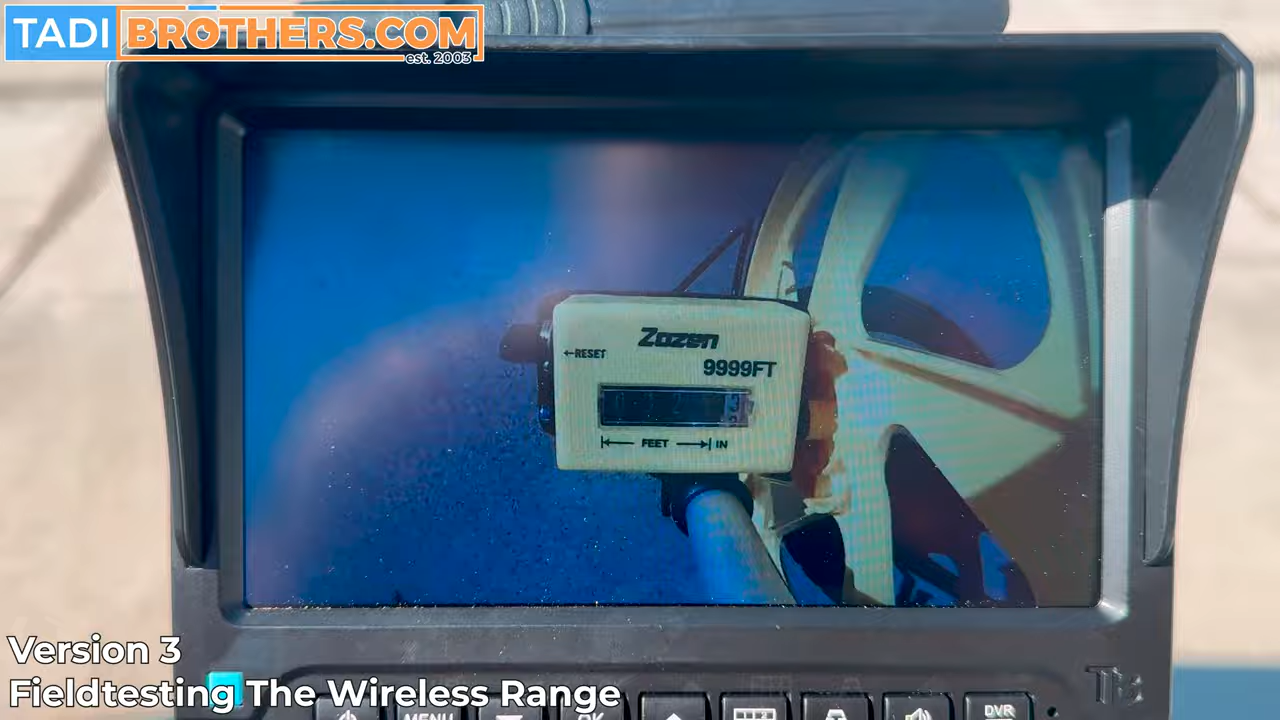 TADI BROTHERS.COM
est. 2003
Zozen
←RESET
9999FT
FEET IN
Version 3
Fieldtesting The Wireless Range
MENU
OK
DVR